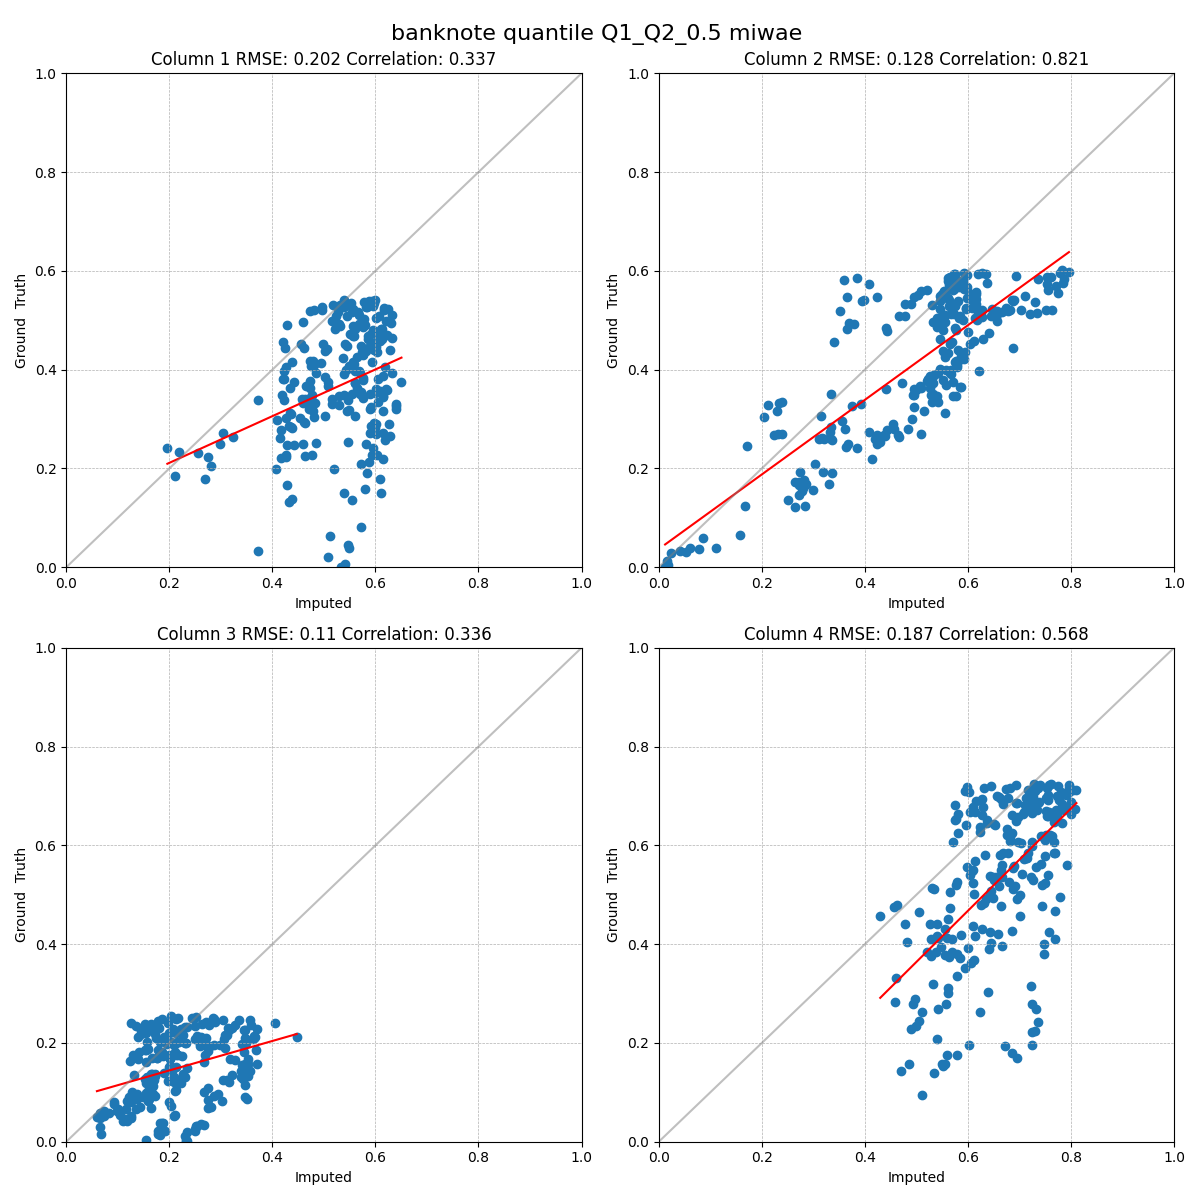 banknote quantile Q1_Q2_0.5 miwae
Column 1 RMSE: 0.202 Correlation: 0.337
1.0
0.8
0.6
0.4
0.2
0.0
Ground Truth
0.0 0.2 0.4 0.6 0.8 1.0
Imputed
Column 2 RMSE: 0.128 Correlation: 0.821
1.0
0.8
0.6
0.4
0.2
0.0
Ground Truth
0.0 0.2 0.4 0.6 0.8 1.0
Imputed
Column 3 RMSE: 0.11 Correlation: 0.336
1.0
0.8
0.6
0.4
0.2
0.0
Ground Truth
0.0 0.2 0.4 0.6 0.8 1.0
Imputed
Column 4 RMSE: 0.187 Correlation: 0.568
1.0
0.8
0.6
0.4
0.2
0.0
Ground Truth
0.0 0.2 0.4 0.6 0.8 1.0
Imputed